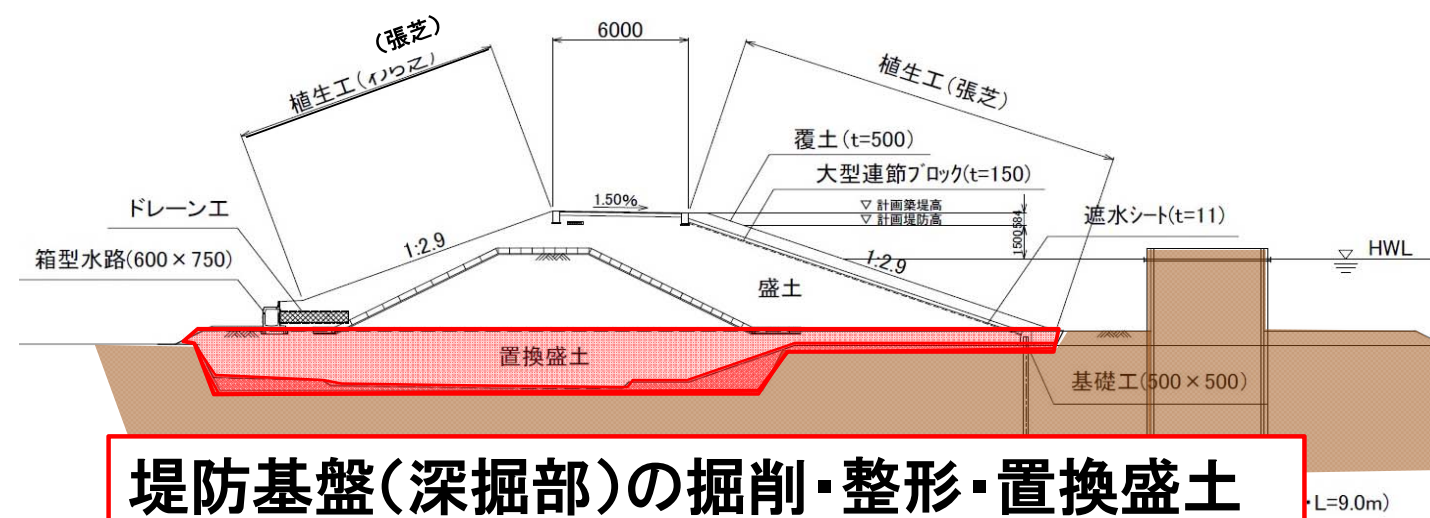 (張芝)
植生工(わら芝)
6000
植生工(張芝)
覆土(t=500)
大型連節ブロック(t=150)
1.50%
▽ 計画築堤高
▽ 計画堤防高
584
1500
遮水シート(t=11)
ドレーン工
1:2.9
1:2.9
箱型水路(600×750)
HWL
盛土
置換盛土
基礎工(500×500)
堤防基盤(深掘部)の掘削・整形・置換盛土
・L=9.0m)